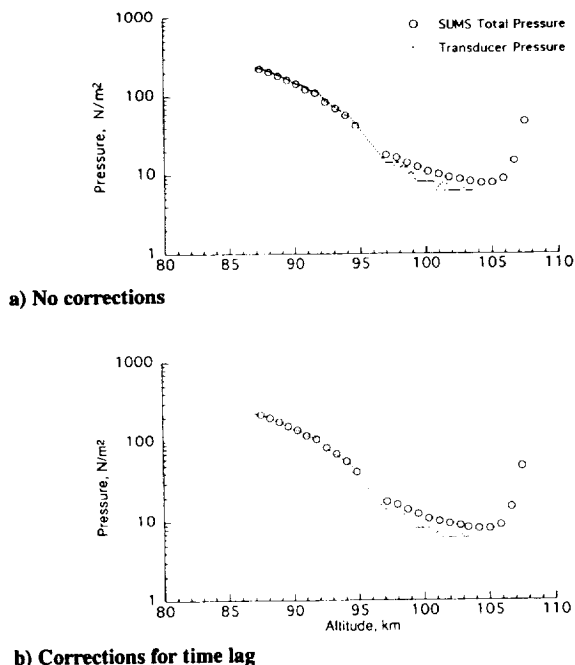 ○ SUMS Total Pressure
· Transducer Pressure
1000
100
10
1
Pressure, N/m²
80 85 90 95 100 105 110
a) No corrections
1000
100
10
1
Pressure, N/m²
80 85 90 95 100 105 110
Altitude, km
b) Corrections for time lag